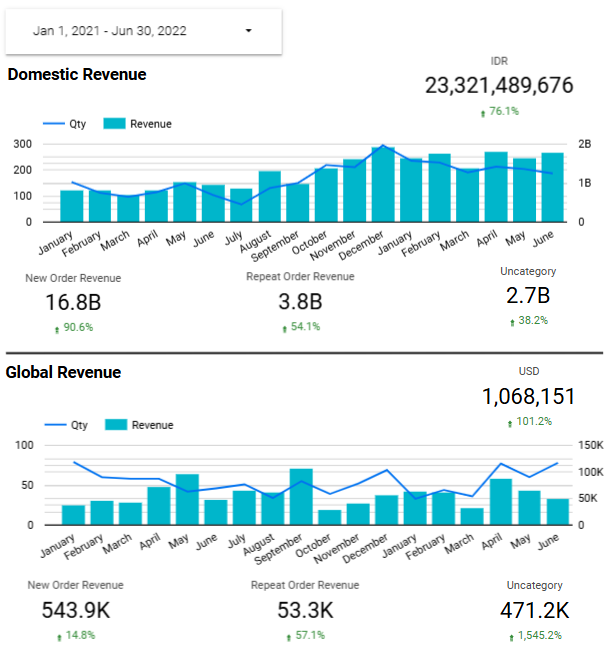 Jan 1, 2021 - Jun 30, 2022
Domestic Revenue
IDR
23,321,489,676
76.1%
Qty Revenue
300 2B
200
100 1B
0 0
January February March April May June July August September October November December January February March April May June
New Order Revenue Repeat Order Revenue Uncategory
16.8B 3.8B 2.7B
90.6% 54.1% 38.2%
Global Revenue
USD
1,068,151
101.2%
Qty Revenue
100 150K
100K
50 50K
0 0
January February March April May June July August September October November December January February March April May June
New Order Revenue Repeat Order Revenue Uncategory
543.9K 53.3K 471.2K
14.8% 57.1% 1,545.2%